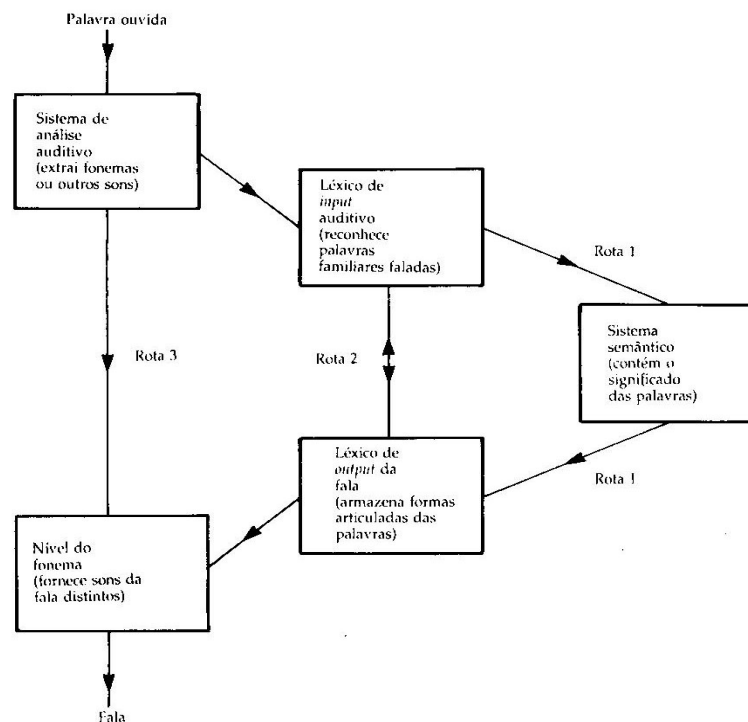 Palavra ouvida
Sistema de
análise
auditivo
(extrai fonemas
ou outros sons)
Léxico de
input
auditivo
(reconhece
palavras
familiares faladas)
Rota 1
Sistema
semântico
(contém o
significado
das palavras)
Rota 3
Rota 2
Léxico de
output da
fala
(armazena formas
articuladas das
palavras)
Rota 1
Nível do
fonema
(fornece sons da
fala distintos)
Fala